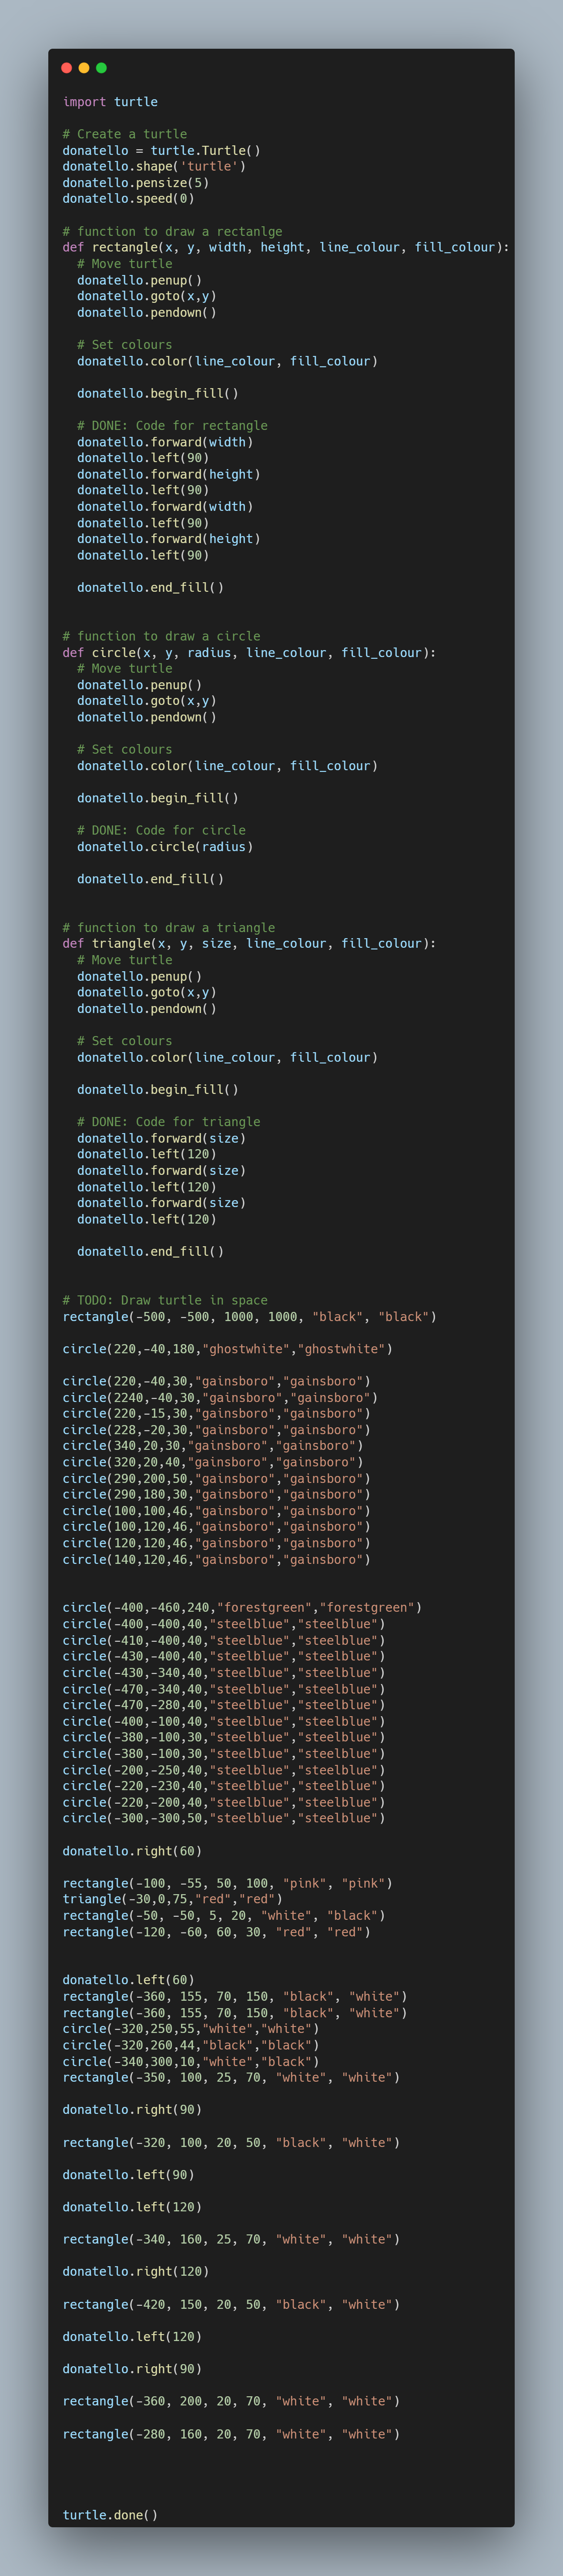 import turtle

# Create a turtle
donatello = turtle.Turtle()
donatello.shape('turtle')
donatello.pensize(5)
donatello.speed(0)

# function to draw a rectanlge
def rectangle(x, y, width, height, line_colour, fill_colour):
  # Move turtle
  donatello.penup()
  donatello.goto(x,y)
  donatello.pendown()

  # Set colours
  donatello.color(line_colour, fill_colour)

  donatello.begin_fill()

  # DONE: Code for rectangle
  donatello.forward(width)
  donatello.left(90)
  donatello.forward(height)
  donatello.left(90)
  donatello.forward(width)
  donatello.left(90)
  donatello.forward(height)
  donatello.left(90)

  donatello.end_fill()


# function to draw a circle
def circle(x, y, radius, line_colour, fill_colour):
  # Move turtle
  donatello.penup()
  donatello.goto(x,y)
  donatello.pendown()

  # Set colours
  donatello.color(line_colour, fill_colour)

  donatello.begin_fill()

  # DONE: Code for circle
  donatello.circle(radius)

  donatello.end_fill()


# function to draw a triangle
def triangle(x, y, size, line_colour, fill_colour):
  # Move turtle
  donatello.penup()
  donatello.goto(x,y)
  donatello.pendown()

  # Set colours
  donatello.color(line_colour, fill_colour)

  donatello.begin_fill()

  # DONE: Code for triangle
  donatello.forward(size)
  donatello.left(120)
  donatello.forward(size)
  donatello.left(120)
  donatello.forward(size)
  donatello.left(120)

  donatello.end_fill()


# TODO: Draw turtle in space
rectangle(-500, -500, 1000, 1000, "black", "black")

circle(220,-40,180,"ghostwhite","ghostwhite")

circle(220,-40,30,"gainsboro","gainsboro")
circle(2240,-40,30,"gainsboro","gainsboro")
circle(220,-15,30,"gainsboro","gainsboro")
circle(228,-20,30,"gainsboro","gainsboro")
circle(340,20,30,"gainsboro","gainsboro")
circle(320,20,40,"gainsboro","gainsboro")
circle(290,200,50,"gainsboro","gainsboro")
circle(290,180,30,"gainsboro","gainsboro")
circle(100,100,46,"gainsboro","gainsboro")
circle(100,120,46,"gainsboro","gainsboro")
circle(120,120,46,"gainsboro","gainsboro")
circle(140,120,46,"gainsboro","gainsboro")


circle(-400,-460,240,"forestgreen","forestgreen")
circle(-400,-400,40,"steelblue","steelblue")
circle(-410,-400,40,"steelblue","steelblue")
circle(-430,-400,40,"steelblue","steelblue")
circle(-430,-340,40,"steelblue","steelblue")
circle(-470,-340,40,"steelblue","steelblue")
circle(-470,-280,40,"steelblue","steelblue")
circle(-400,-100,40,"steelblue","steelblue")
circle(-380,-100,30,"steelblue","steelblue")
circle(-380,-100,30,"steelblue","steelblue")
circle(-200,-250,40,"steelblue","steelblue")
circle(-220,-230,40,"steelblue","steelblue")
circle(-220,-200,40,"steelblue","steelblue")
circle(-300,-300,50,"steelblue","steelblue")

donatello.right(60)

rectangle(-100, -55, 50, 100, "pink", "pink")
triangle(-30,0,75,"red","red")
rectangle(-50, -50, 5, 20, "white", "black")
rectangle(-120, -60, 60, 30, "red", "red")


donatello.left(60)
rectangle(-360, 155, 70, 150, "black", "white")
rectangle(-360, 155, 70, 150, "black", "white")
circle(-320,250,55,"white","white")
circle(-320,260,44,"black","black")
circle(-340,300,10,"white","black")
rectangle(-350, 100, 25, 70, "white", "white")

donatello.right(90)

rectangle(-320, 100, 20, 50, "black", "white")

donatello.left(90)

donatello.left(120)

rectangle(-340, 160, 25, 70, "white", "white")

donatello.right(120)

rectangle(-420, 150, 20, 50, "black", "white")

donatello.left(120)

donatello.right(90)

rectangle(-360, 200, 20, 70, "white", "white")

rectangle(-280, 160, 20, 70, "white", "white")




turtle.done()